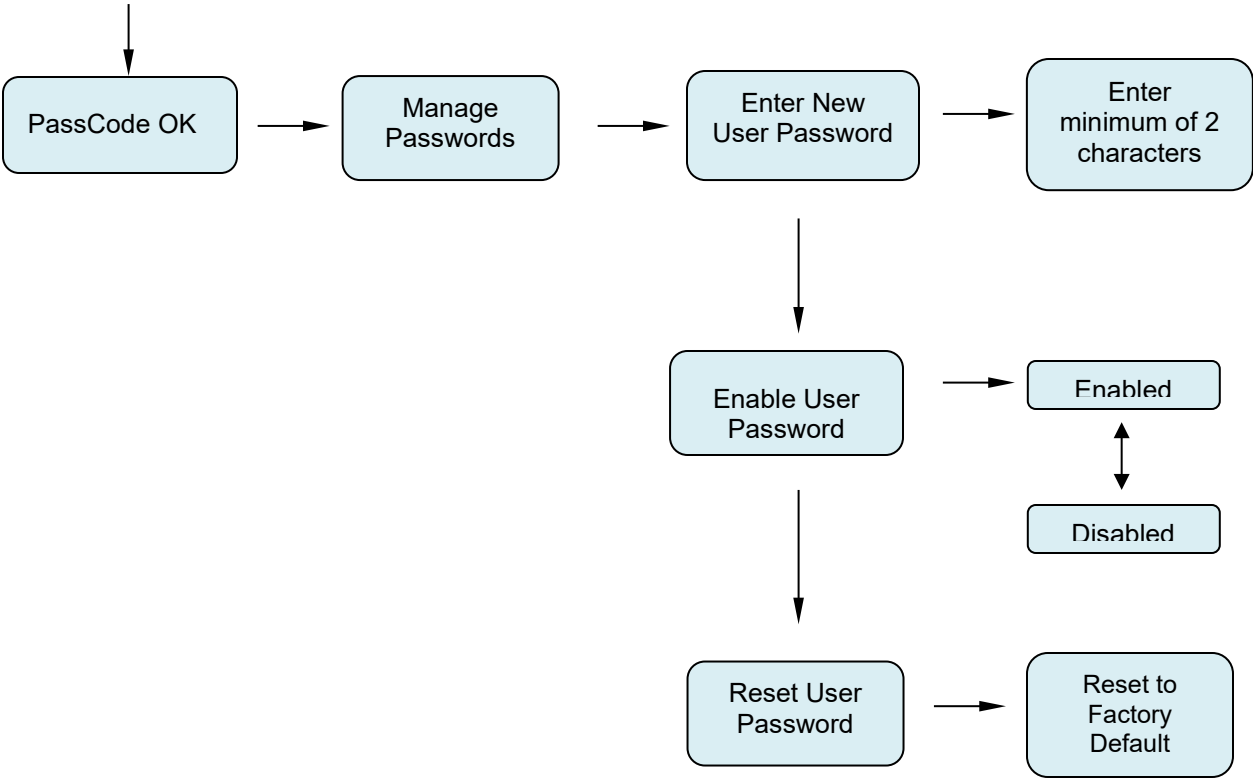 PassCode OK
Manage
Passwords
Enter New
User Password
Enter
minimum of 2
characters
Enable User
Password
Enabled
Disabled
Reset User
Password
Reset to
Factory
Default